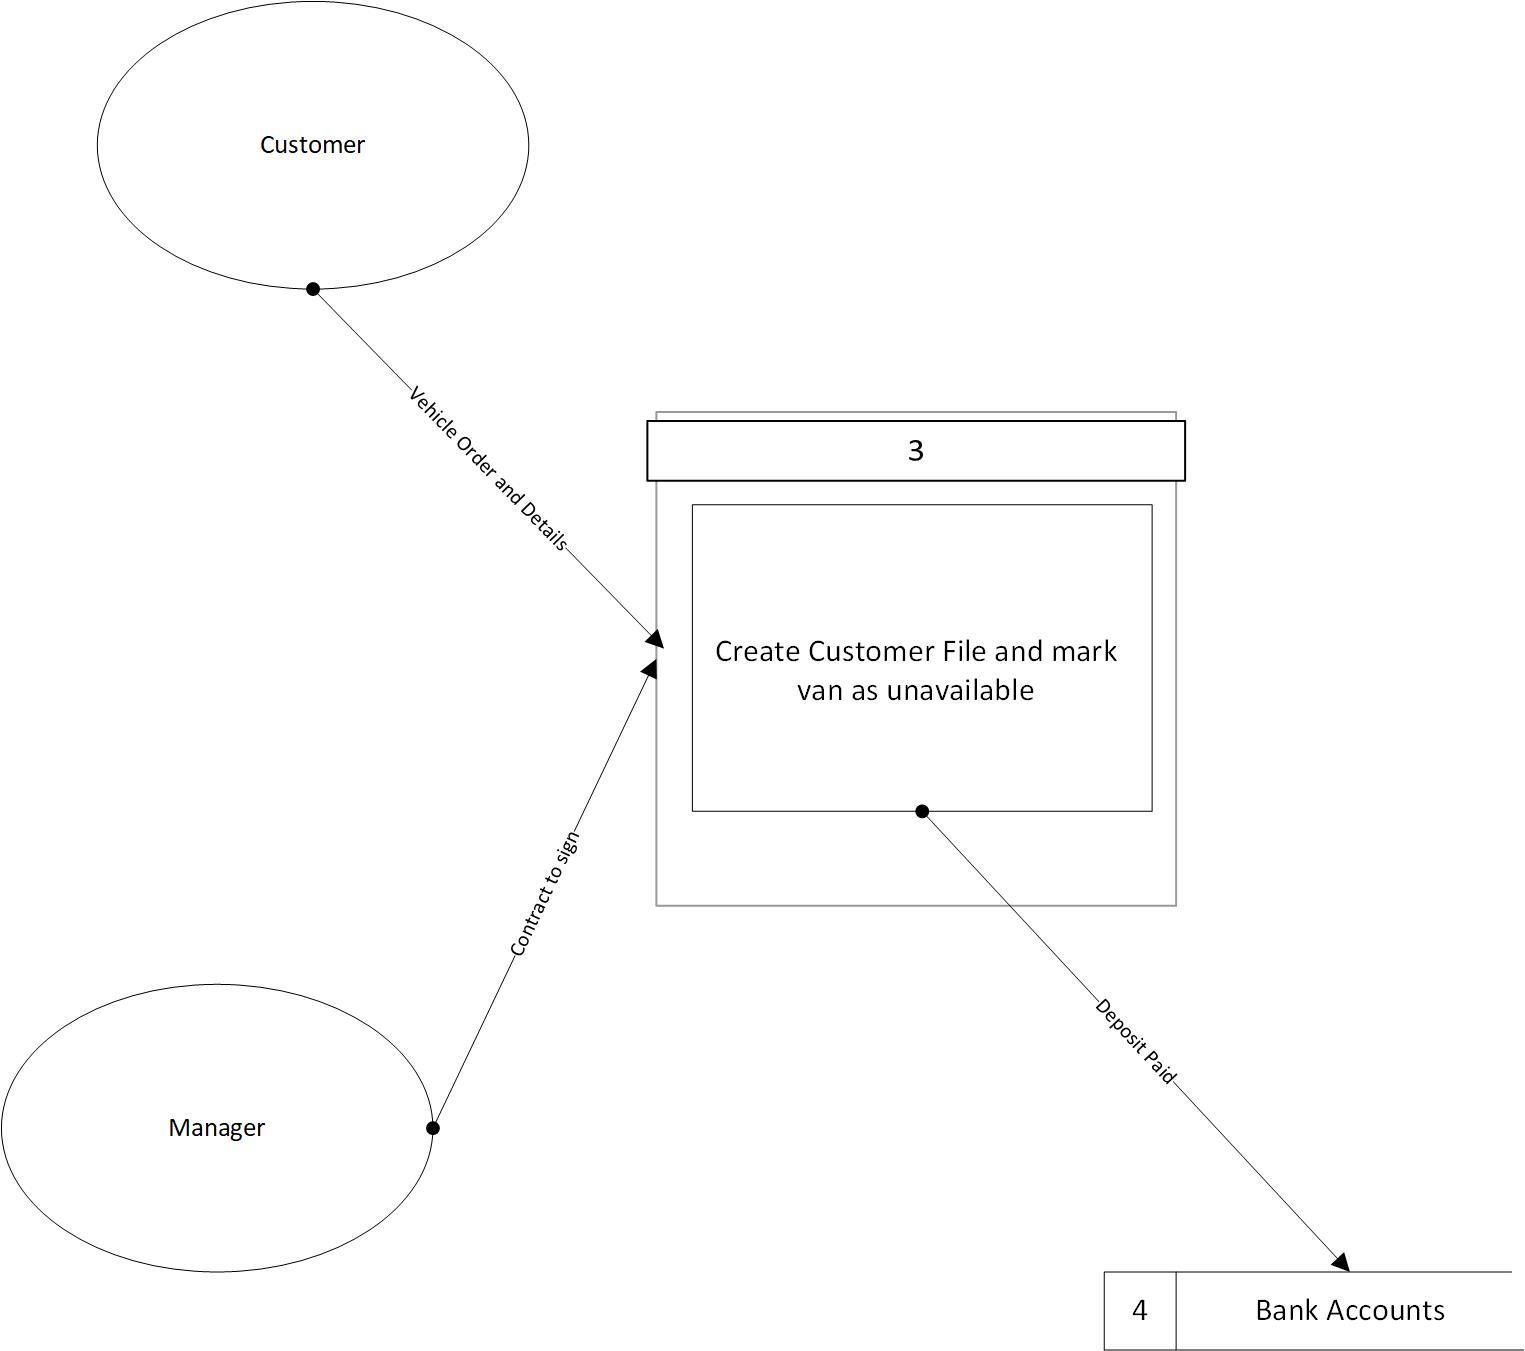 Customer
Vehicle Order and Details
3
Create Customer File and mark
van as unavailable
Contract to sign
Deposit Paid
Manager
4
Bank Accounts